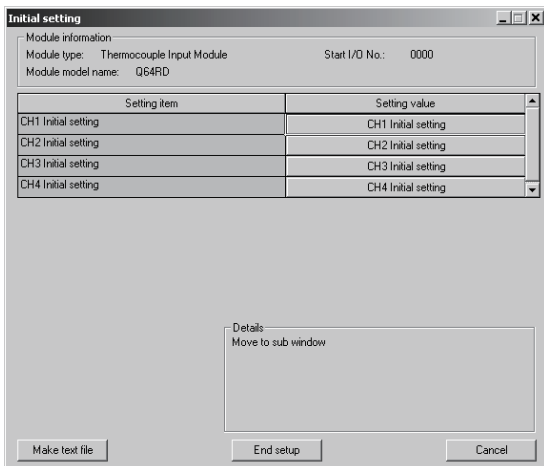 Initial setting
Module information
Module type: Thermocouple Input Module Start I/O No.: 0000
Module model name: Q64RD
Setting item Setting value
CH1 Initial setting CH1 Initial setting
CH2 Initial setting CH2 Initial setting
CH3 Initial setting CH3 Initial setting
CH4 Initial setting CH4 Initial setting
Details
Move to sub window
Make text file End setup Cancel